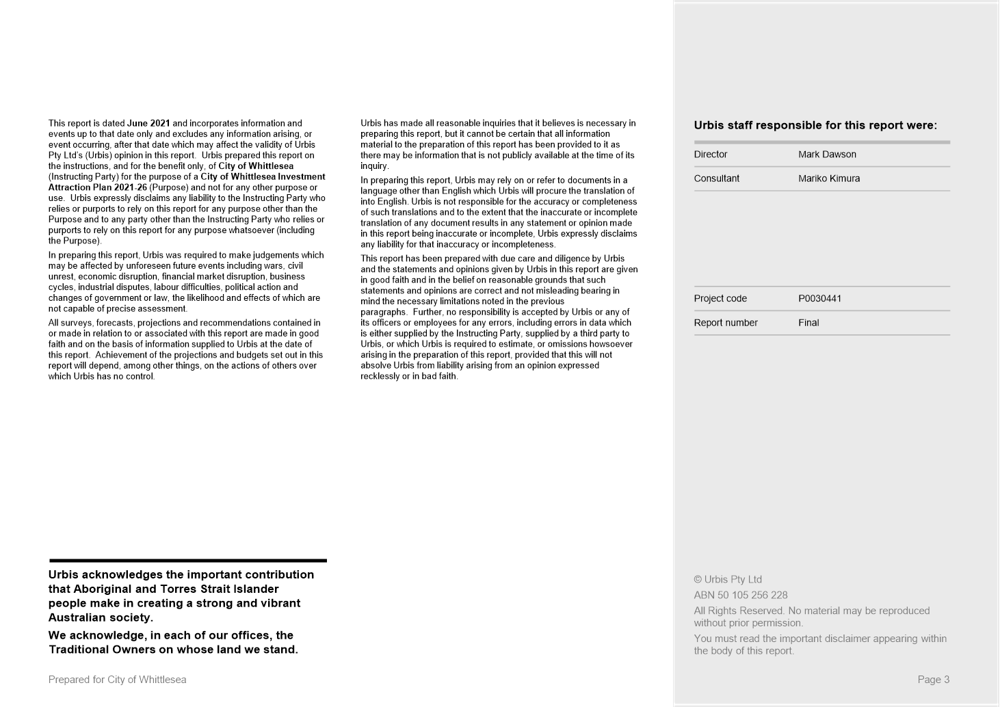 This report is dated June 2021 and incorporates information and
events up to that date only and excludes any information arising, or
event occurring, after that date which may affect the validity of Urbis
Pty Ltd's (Urbis) opinion in this report.  Urbis prepared this report on
the instructions, and for the benefit only, of City of Whittlesea
(Instructing Party) for the purpose of a City of Whittlesea Investment
Attraction Plan 2021-26 (Purpose) and not for any other purpose or
use.  Urbis expressly disclaims any liability to the Instructing Party who
relies or purports to rely on this report for any purpose other than the
Purpose and to any party other than the Instructing Party who relies or
purports to rely on this report for any purpose whatsoever (including
the Purpose).
In preparing this report, Urbis was required to make judgements which
may be affected by unforeseen future events including wars, civil
unrest, economic disruption, financial market disruption, business
cycles, industrial disputes, labour difficulties, political action and
changes of government or law, the likelihood and effects of which are
not capable of precise assessment.
All surveys, forecasts, projections and recommendations contained in
or made in relation to or associated with this report are made in good
faith and on the basis of information supplied to Urbis at the date of
this report.  Achievement of the projections and budgets set out in this
report will depend, among other things, on the actions of others over
which Urbis has no control.
Urbis has made all reasonable inquiries that it believes is necessary in
preparing this report, but it cannot be certain that all information
material to the preparation of this report has been provided to it as
there may be information that is not publicly available at the time of its
inquiry.
In preparing this report, Urbis may rely on or refer to documents in a
language other than English which Urbis will procure the translation of
into English. Urbis is not responsible for the accuracy or completeness
of such translations and to the extent that the inaccurate or incomplete
translation of any document results in any statement or opinion made
in this report being inaccurate or incomplete, Urbis expressly disclaims
any liability for that inaccuracy or incompleteness.
This report has been prepared with due care and diligence by Urbis
and the statements and opinions given by Urbis in this report are given
in good faith and in the belief on reasonable grounds that such
statements and opinions are correct and not misleading bearing in
mind the necessary limitations noted in the previous
paragraphs.  Further, no responsibility is accepted by Urbis or any of
its officers or employees for any errors, including errors in data which
is either supplied by the Instructing Party, supplied by a third party to
Urbis, or which Urbis is required to estimate, or omissions howsoever
arising in the preparation of this report, provided that this will not
absolve Urbis from liability arising from an opinion expressed
recklessly or in bad faith.
Urbis staff responsible for this report were:
Director Mark Dawson
Consultant Mariko Kimura
Project code P0030441
Report number Final
Urbis acknowledges the important contribution
that Aboriginal and Torres Strait Islander
people make in creating a strong and vibrant
Australian society.
We acknowledge, in each of our offices, the
Traditional Owners on whose land we stand.
© Urbis Pty Ltd
ABN 50 105 256 228
All Rights Reserved. No material may be reproduced
without prior permission.
You must read the important disclaimer appearing within
the body of this report.
Prepared for City of Whittlesea
Page 3